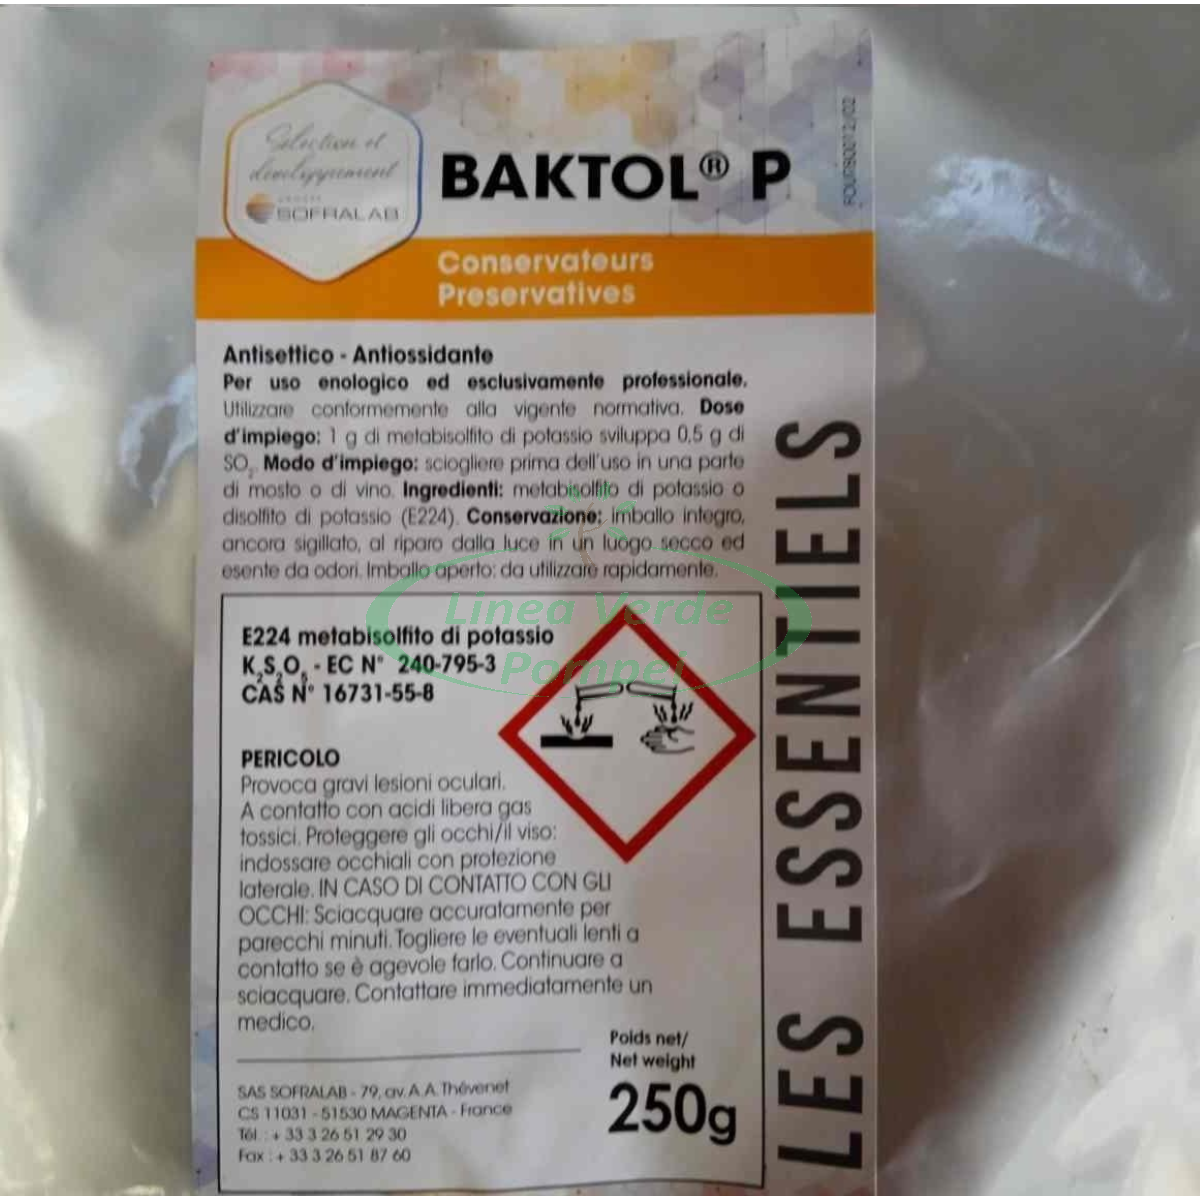 Sélection et
développement
GROUPE
SOFRALAB
BAKTOL® P
FOURB0012/02
Conservateurs
Preservatives
Antisettico - Antiossidante
Per uso enologico ed esclusivamente professionale.
Utilizzare conformemente alla vigente normativa. Dose
d'impiego: 1 g di metabisolfito di potassio sviluppa 0,5 g di
SO₂. Modo d'impiego: sciogliere prima dell'uso in una parte
di mosto o di vino. Ingredienti: metabisolfito di potassio o
disolfito di potassio (E224). Conservazione: imballo integro,
ancora sigillato, al riparo dalla luce in un luogo secco ed
esente da odori. Imballo aperto: da utilizzare rapidamente.
Linea Verde
Pompei
E224 metabisolfito di potassio
K₂S₂O₅ - EC N° 240-795-3
CAS N° 16731-55-8
PERICOLO
Provoca gravi lesioni oculari.
A contatto con acidi libera gas
tossici. Proteggere gli occhi/il viso:
indossare occhiali con protezione
laterale. IN CASO DI CONTATTO CON GLI
OCCHI: Sciacquare accuratamente per
parecchi minuti. Togliere le eventuali lenti a
contatto se è agevole farlo. Continuare a
sciacquare. Contattare immediatamente un
medico.
Poids net/
Net weight
250g
SAS SOFRALAB - 79, av. A.A. Thévenet
CS 11031 - 51530 MAGENTA - France
Tél. : + 33 3 26 51 29 30
Fax : + 33 3 26 51 87 60
LES ESSENTIELS